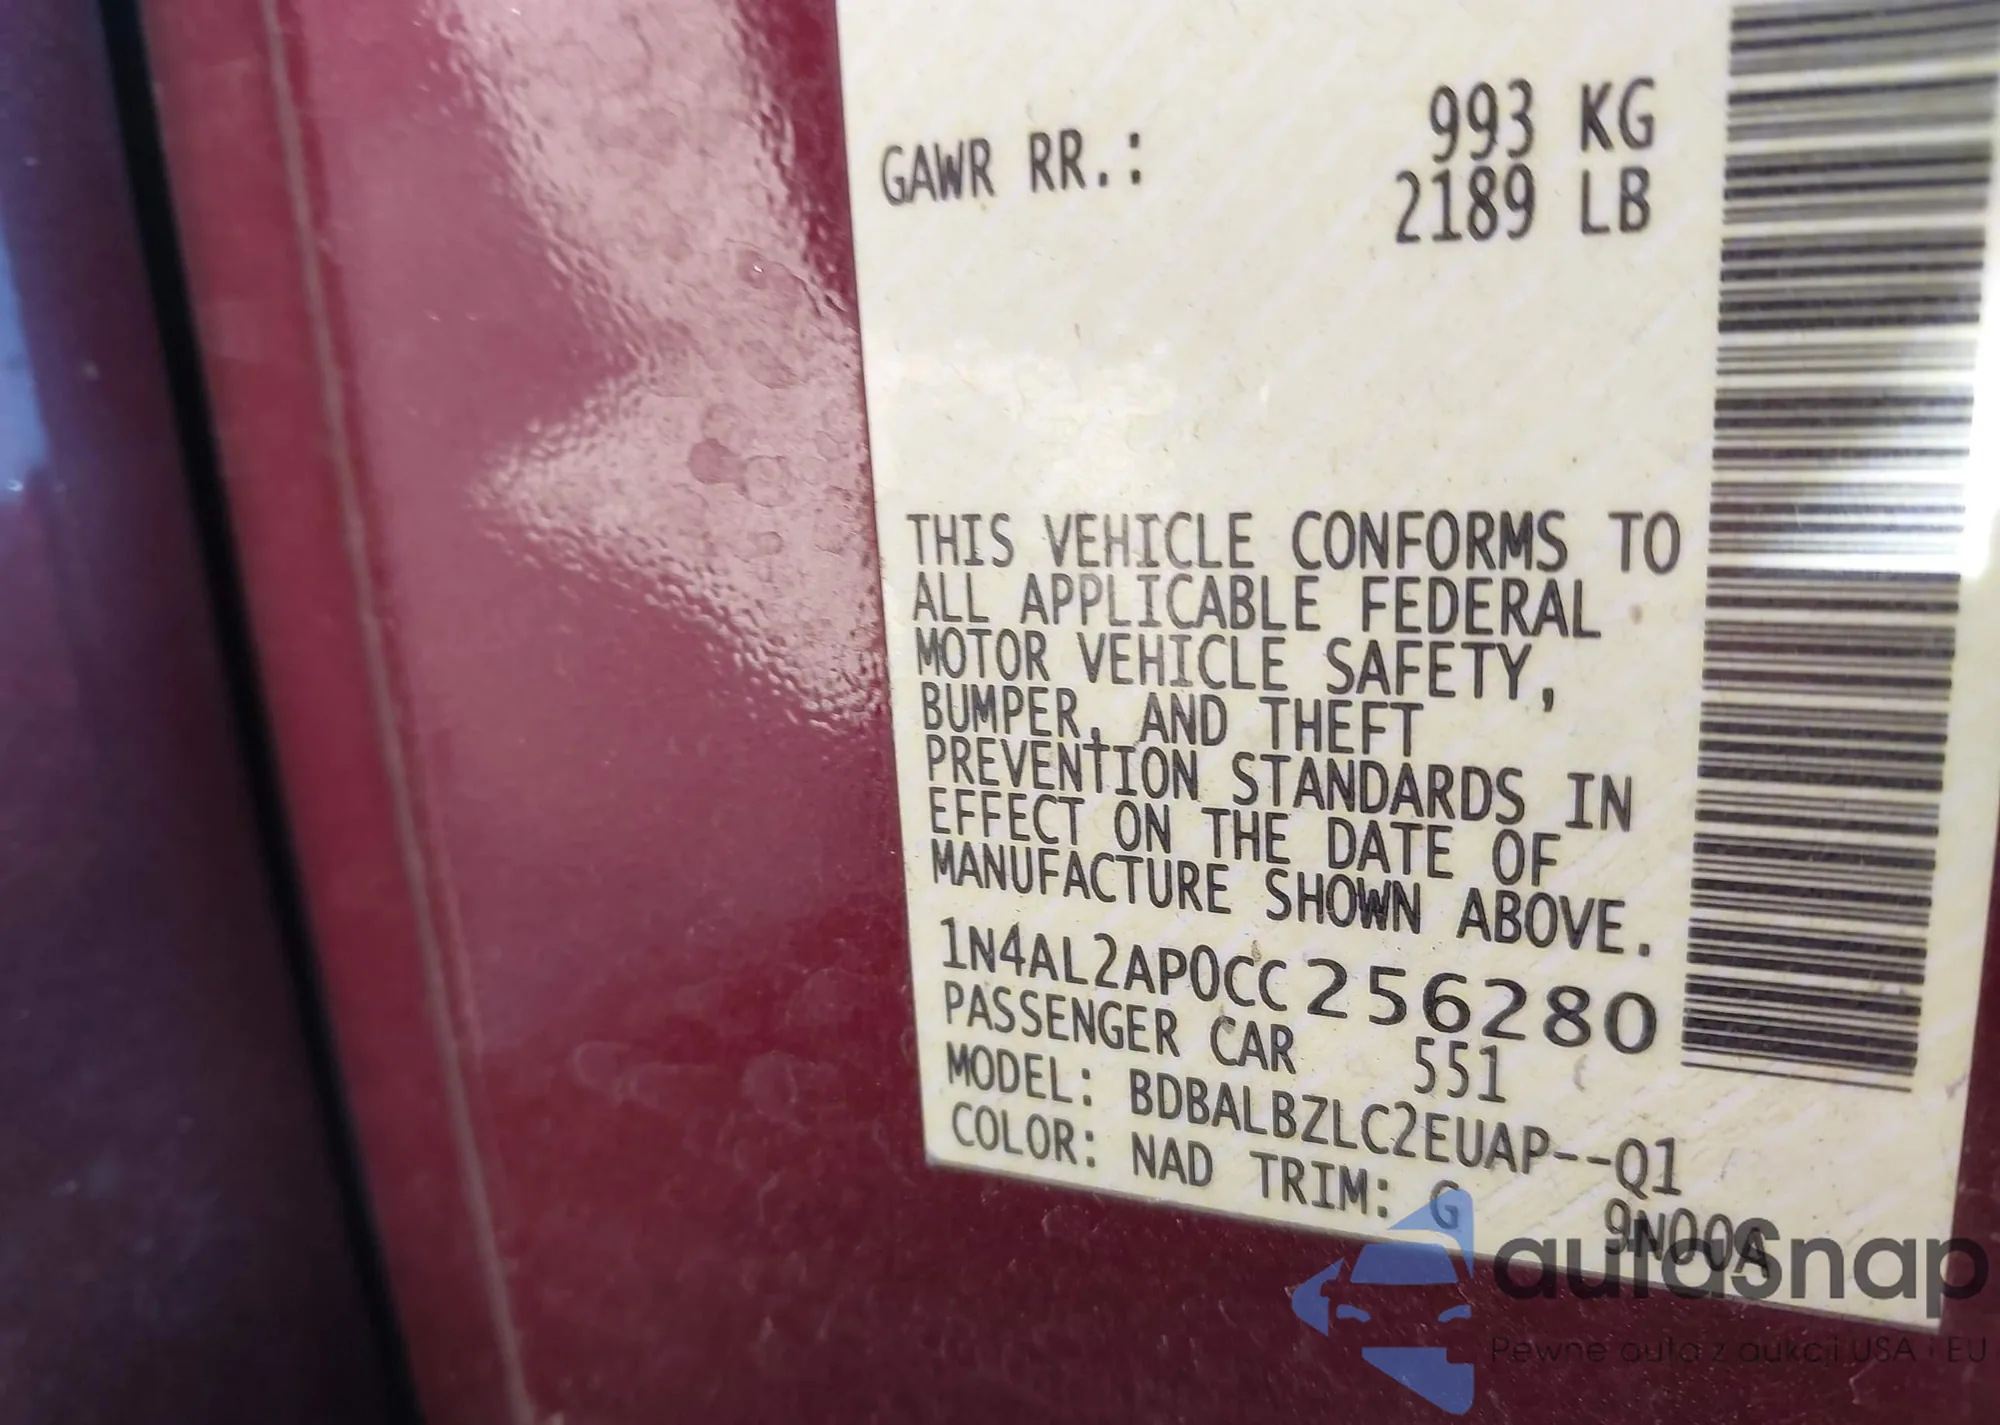 993 KG
GAWR RR.:
2189 LB
THIS VEHICLE CONFORMS TO
ALL APPLICABLE FEDERAL
MOTOR VEHICLE SAFETY,
BUMPER, AND THEFT
PREVENTION STANDARDS IN
EFFECT ON THE DATE OF
MANUFACTURE SHOWN ABOVE.
1N4AL2AP0CC256280
PASSENGER CAR 551
MODEL: BDBALBZLC2EUAP--Q1
COLOR: NAD TRIM: G 9N00A
autasnap
Pewne auta z aukcji USA i EU